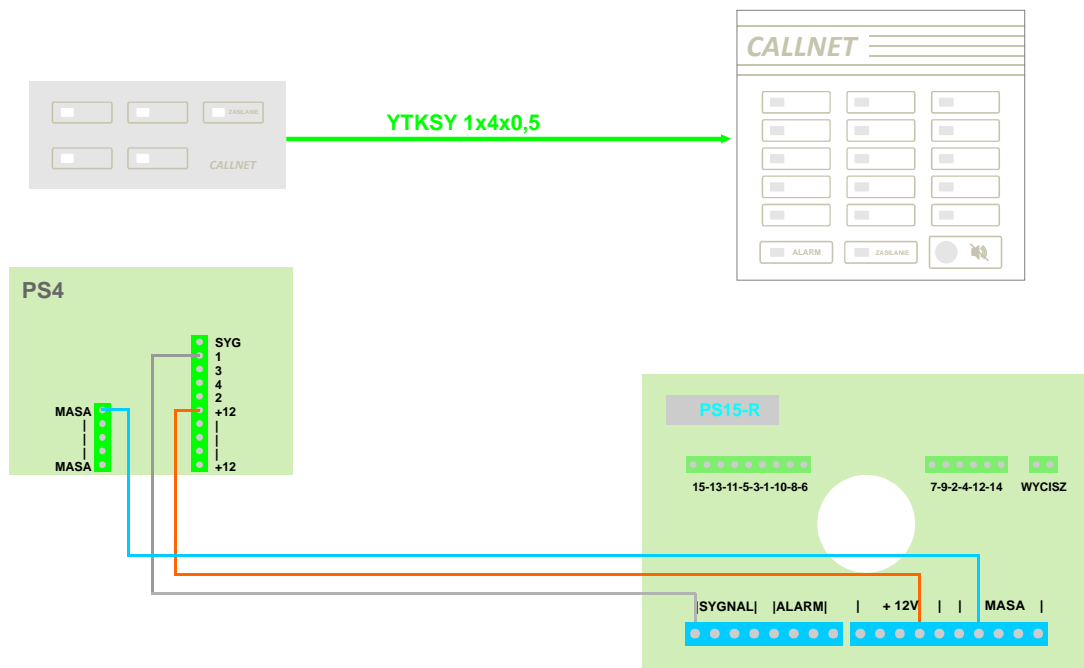 CALLNET
ZASILANIE
CALLNET
YTKSY 1x4x0,5
ALARM
ZASILANIE
PS4
SYG
1
3
4
2
+12
|
|
|
+12
MASA
|
|
|
MASA
PS15-R
15-13-11-5-3-1-10-8-6
7-9-2-4-12-14
WYCISZ
|SYGNAL| |ALARM| | + 12V | | MASA |